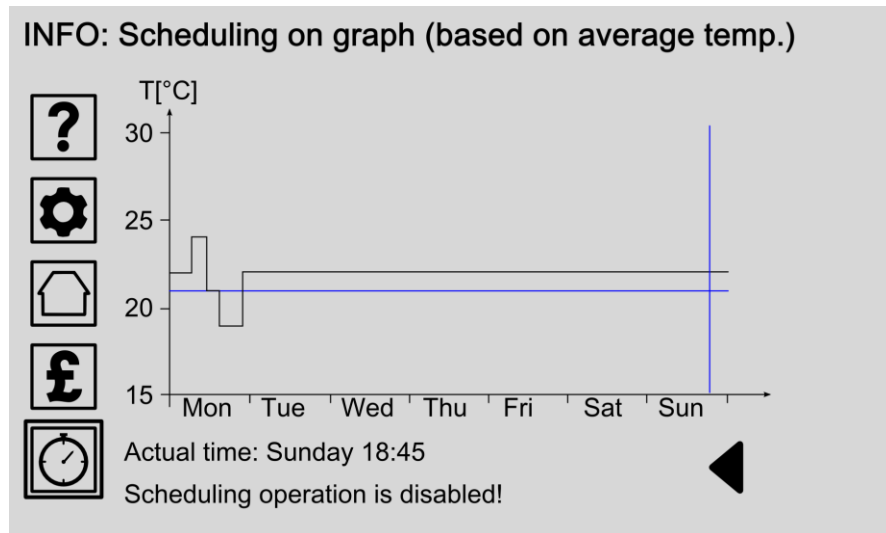 INFO: Scheduling on graph (based on average temp.)
T[°C]
?
30
25
20
£
15
Mon Tue Wed Thu Fri Sat Sun
Actual time: Sunday 18:45
Scheduling operation is disabled!